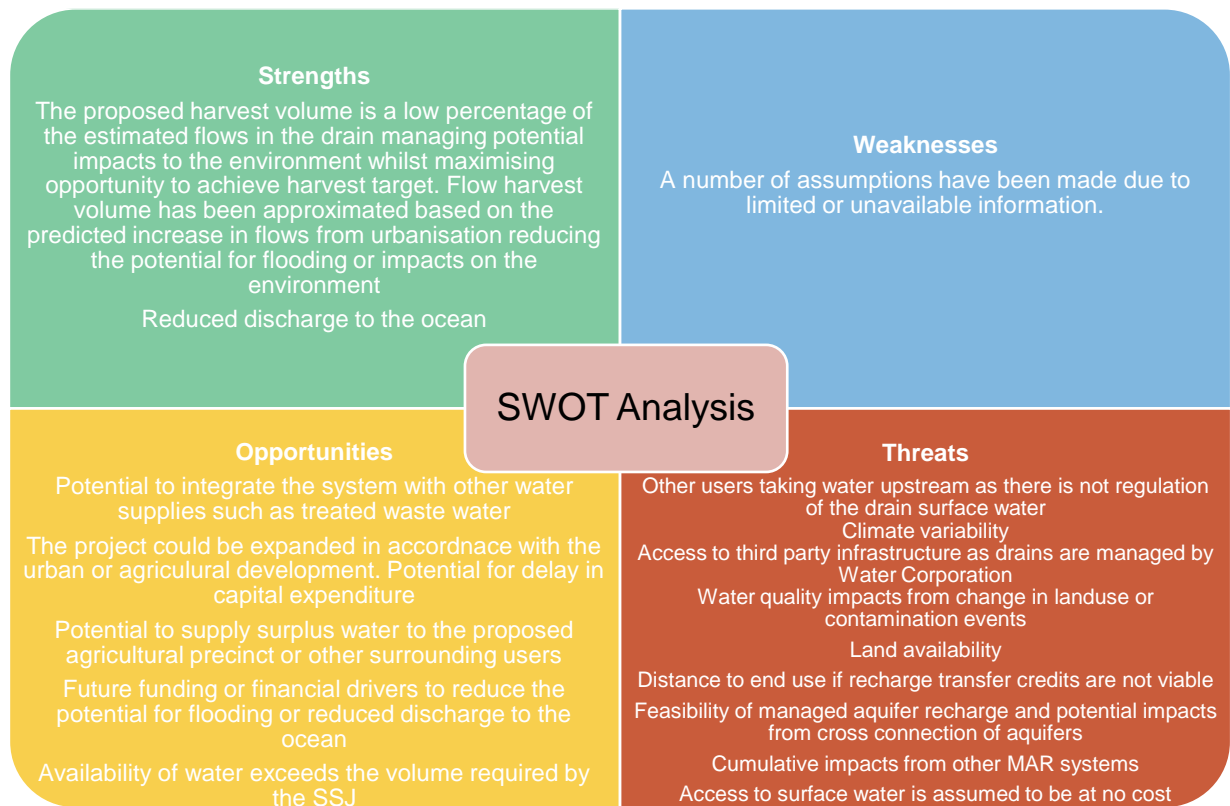 Strengths
The proposed harvest volume is a low percentage of
the estimated flows in the drain managing potential
impacts to the environment whilst maximising
opportunity to achieve harvest target. Flow harvest
volume has been approximated based on the
predicted increase in flows from urbanisation reducing
the potential for flooding or impacts on the
environment
Reduced discharge to the ocean
Weaknesses
A number of assumptions have been made due to
limited or unavailable information.
SWOT Analysis
Opportunities
Potential to integrate the system with other water
supplies such as treated waste water
The project could be expanded in accordnace with the
urban or agriculural development. Potential for delay in
capital expenditure
Potential to supply surplus water to the proposed
agricultural precinct or other surrounding users
Future funding or financial drivers to reduce the
potential for flooding or reduced discharge to the
ocean
Availability of water exceeds the volume required by
the SSJ
Threats
Other users taking water upstream as there is not regulation
of the drain surface water
Climate variability
Access to third party infrastructure as drains are managed by
Water Corporation
Water quality impacts from change in landuse or
contamination events
Land availability
Distance to end use if recharge transfer credits are not viable
Feasibility of managed aquifer recharge and potential impacts
from cross connection of aquifers
Cumulative impacts from other MAR systems
Access to surface water is assumed to be at no cost